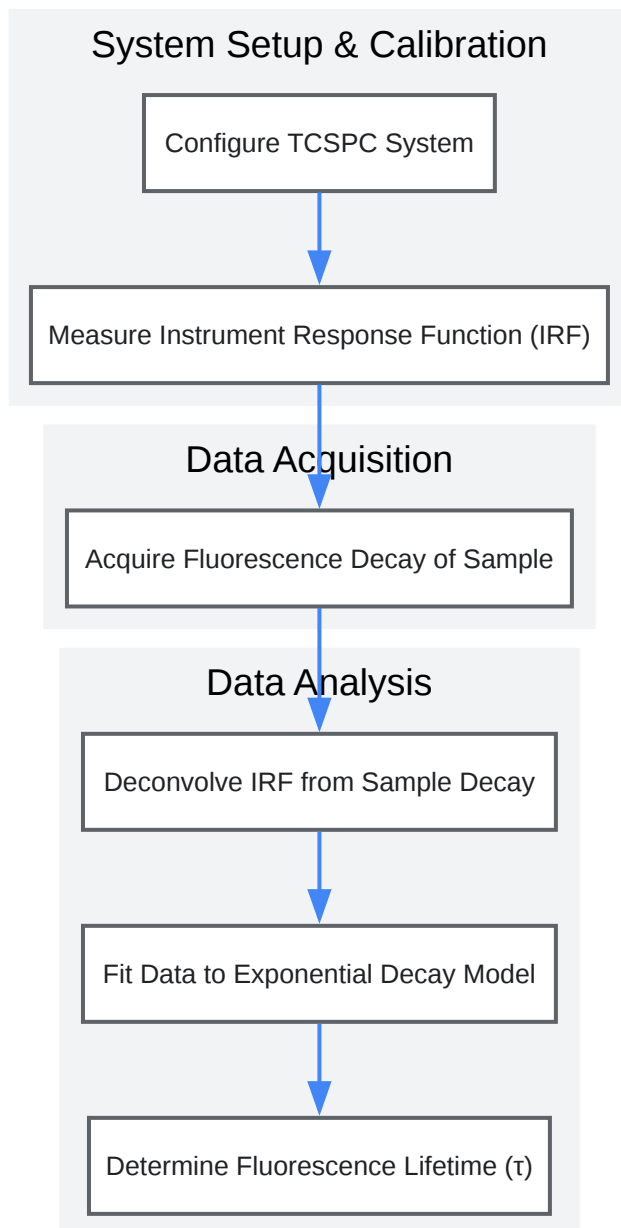 System Setup & Calibration
Configure TCSPC System
Measure Instrument Response Function (IRF)
Data Acquisition
Acquire Fluorescence Decay of Sample
Data Analysis
Deconvolve IRF from Sample Decay
Fit Data to Exponential Decay Model
Determine Fluorescence Lifetime (τ)